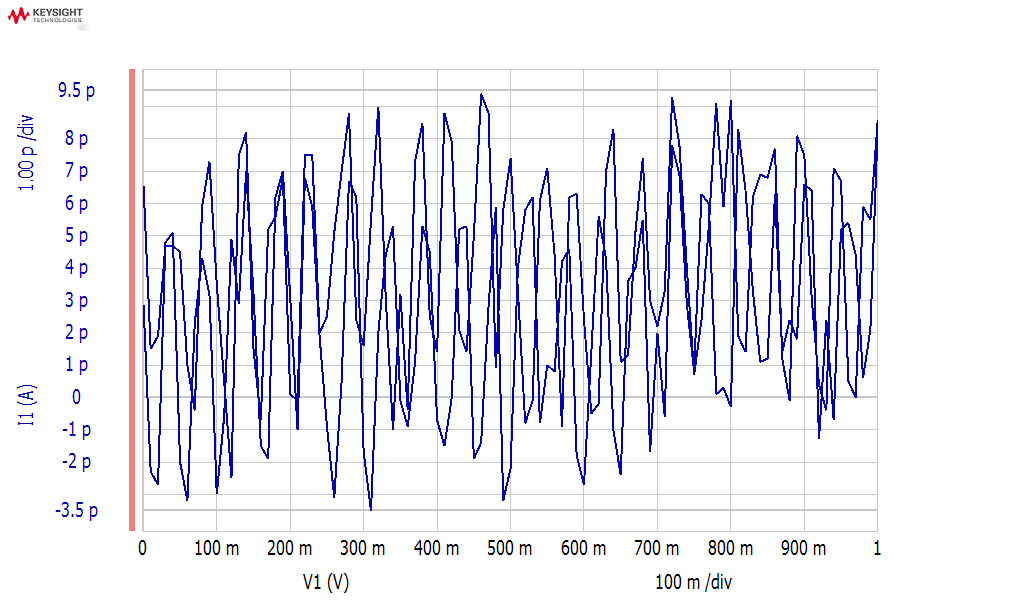 KEYSIGHT
TECHNOLOGIES
1.00 p /div
I1 (A)
9.5 p
8 p
7 p
6 p
5 p
4 p
3 p
2 p
1 p
0
-1 p
-2 p
-3.5 p
0 100 m 200 m 300 m 400 m 500 m 600 m 700 m 800 m 900 m 1
V1 (V) 100 m /div